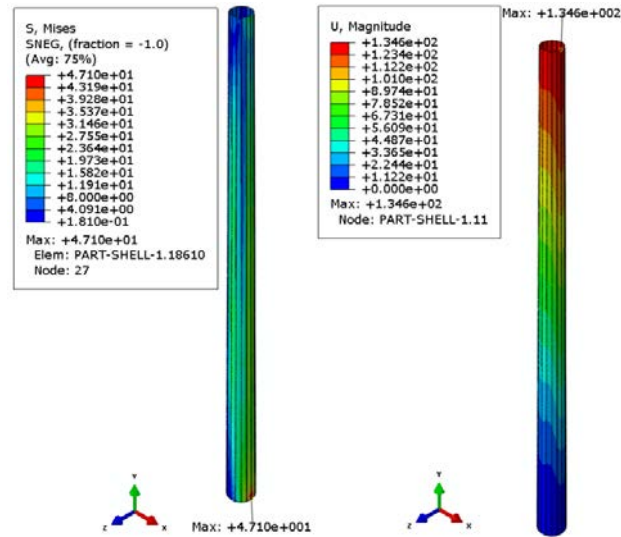 S, Mises
SNEG, (fraction = -1.0)
(Avg: 75%)
+4.710e+01
+4.319e+01
+3.928e+01
+3.537e+01
+3.146e+01
+2.755e+01
+2.364e+01
+1.973e+01
+1.582e+01
+1.191e+01
+8.000e+00
+4.091e+00
+1.810e-01
Max: +4.710e+01
Elem: PART-SHELL-1.18610
Node: 27
Y
Z
X
Max: +4.710e+001
Max: +1.346e+002
U, Magnitude
+1.346e+02
+1.234e+02
+1.122e+02
+1.010e+02
+8.974e+01
+7.852e+01
+6.731e+01
+5.609e+01
+4.487e+01
+3.365e+01
+2.244e+01
+1.122e+01
+0.000e+00
Max: +1.346e+02
Node: PART-SHELL-1.11
Y
Z
X